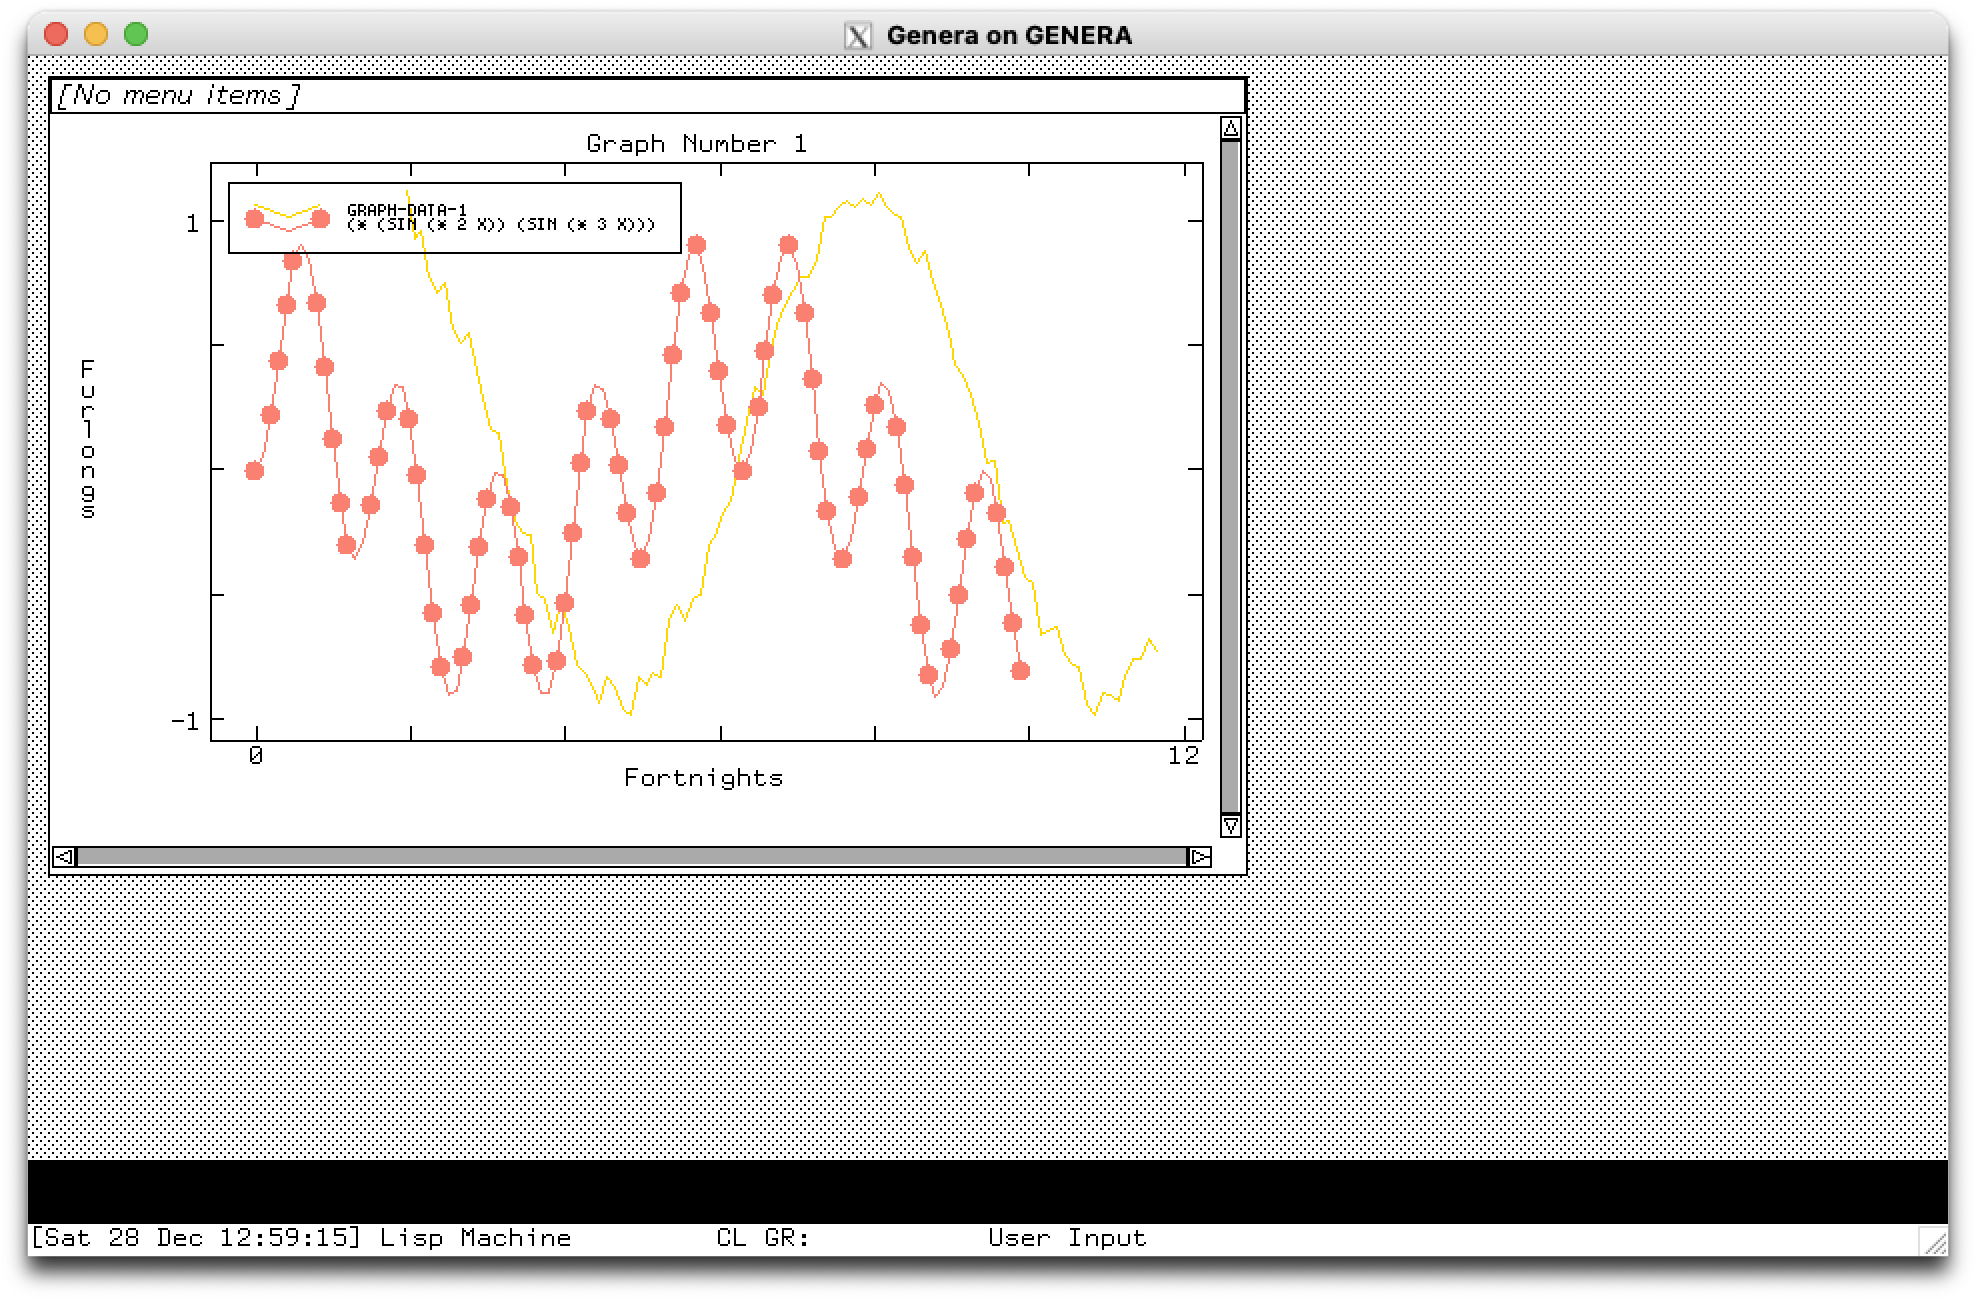 Genera on GENERA
[No menu items]
Graph Number 1
GRAPH-DATA-1
(* (SIN (* 2 X)) (SIN (* 3 X)))
1
Furlongs
-1
0
12
Fortnights
[Sat 28 Dec 12:59:15] Lisp Machine CL GR: User Input